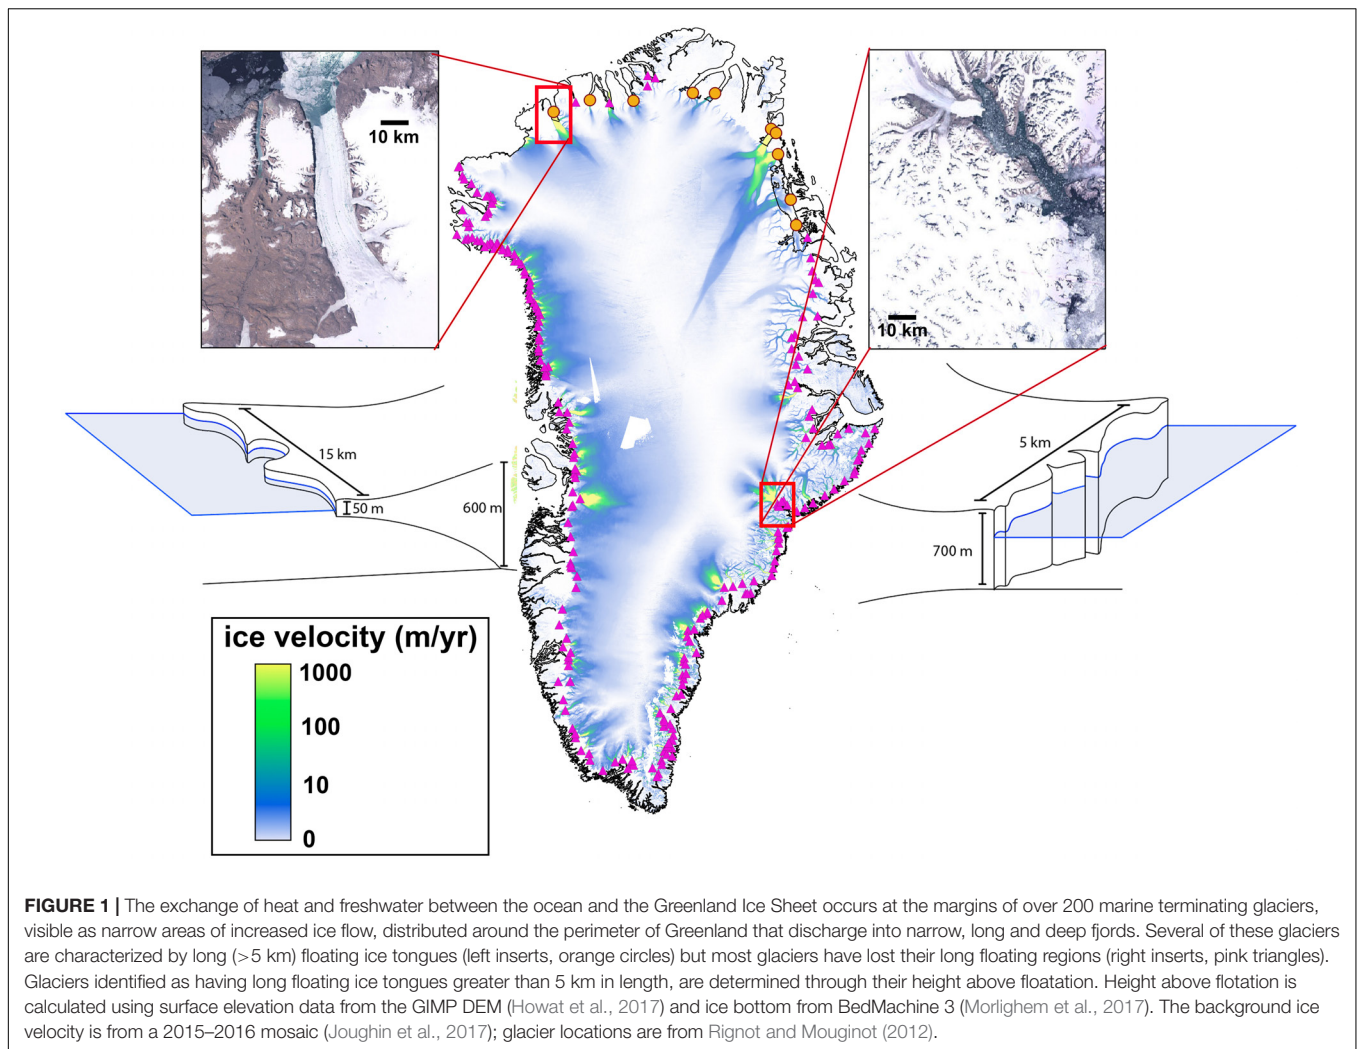 10 km
10 km
15 km
50 m
600 m
5 km
700 m
ice velocity (m/yr)
1000
100
10
0
FIGURE 1 | The exchange of heat and freshwater between the ocean and the Greenland Ice Sheet occurs at the margins of over 200 marine terminating glaciers,
visible as narrow areas of increased ice flow, distributed around the perimeter of Greenland that discharge into narrow, long and deep fjords. Several of these glaciers
are characterized by long (>5 km) floating ice tongues (left inserts, orange circles) but most glaciers have lost their long floating regions (right inserts, pink triangles).
Glaciers identified as having long floating ice tongues greater than 5 km in length, are determined through their height above floatation. Height above flotation is
calculated using surface elevation data from the GIMP DEM (Howat et al., 2017) and ice bottom from BedMachine 3 (Morlighem et al., 2017). The background ice
velocity is from a 2015–2016 mosaic (Joughin et al., 2017); glacier locations are from Rignot and Mouginot (2012).